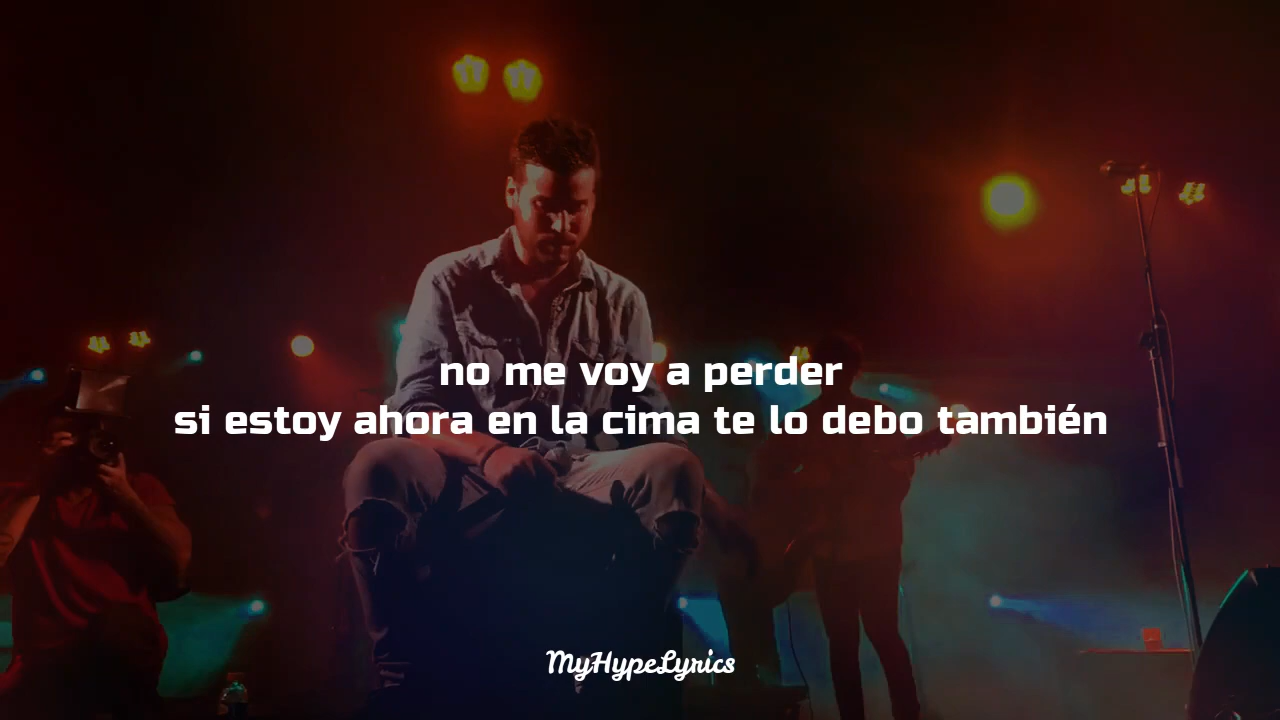 no me voy a perder
si estoy ahora en la cima te lo debo también
MyHypeLyrics